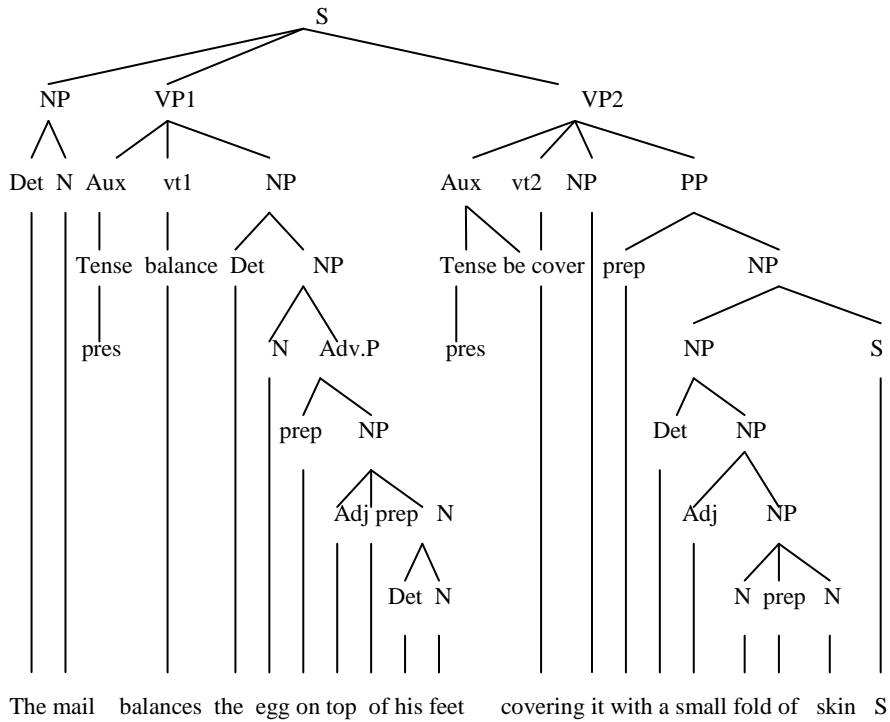 S
NP VP1 VP2
Det N Aux vt1 NP Aux vt2 NP PP
Tense balance Det NP Tense be cover prep NP
pres N Adv.P pres NP S
prep NP Det NP
Adj prep N Adj NP
Det N N prep N
The mail balances the egg on top of his feet covering it with a small fold of skin S